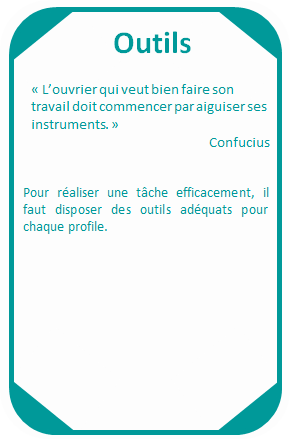 Outils
« L’ouvrier qui veut bien faire son
travail doit commencer par aiguiser ses
instruments. »
Confucius
Pour réaliser une tâche efficacement, il
faut disposer des outils adéquats pour
chaque profile.